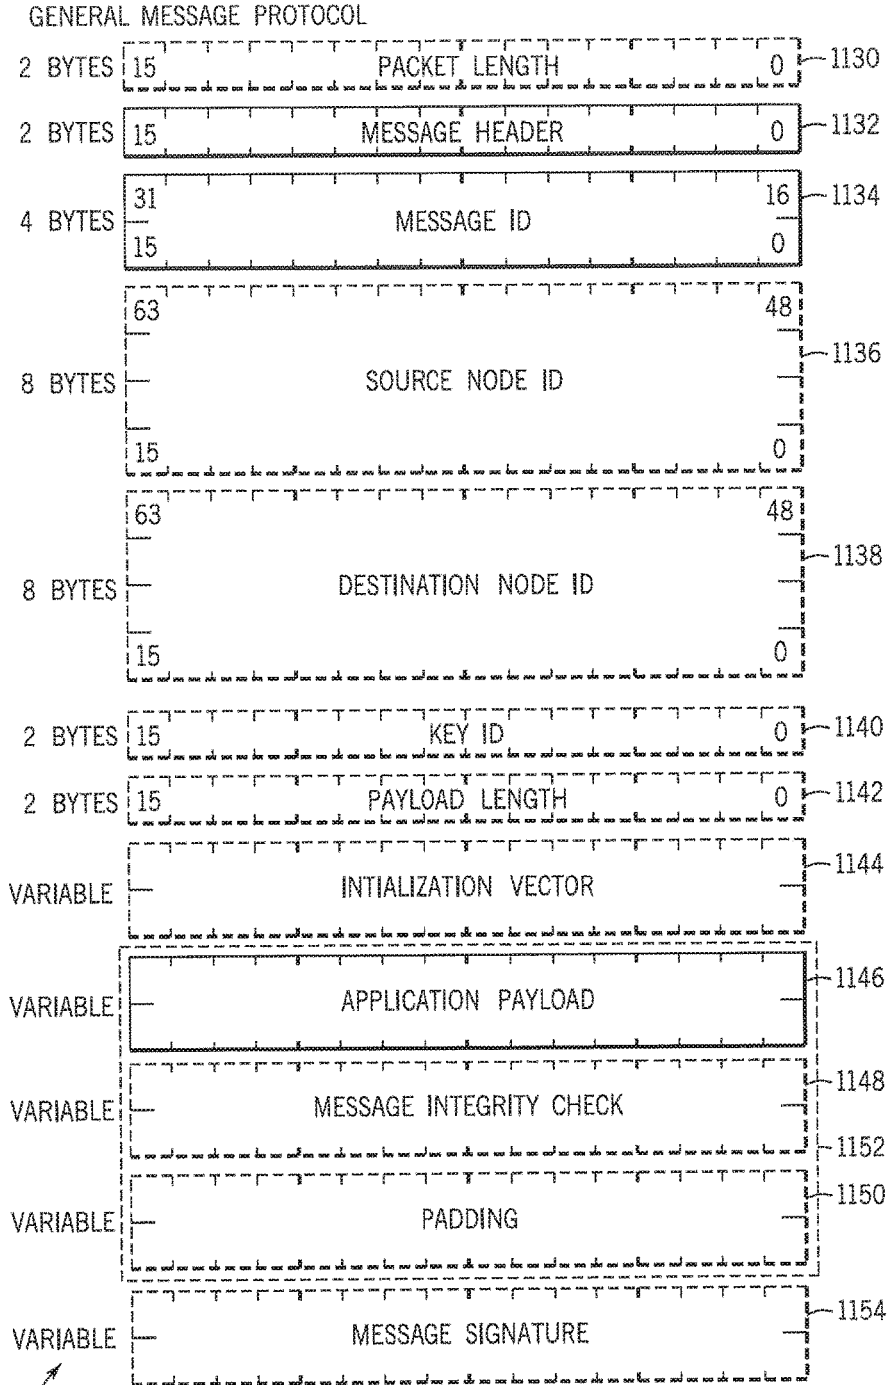 GENERAL MESSAGE PROTOCOL
2 BYTES 15 PACKET LENGTH 0 1130
2 BYTES 15 MESSAGE HEADER 0 1132
31 16 1134
4 BYTES MESSAGE ID
15 0
63 48
1136
8 BYTES SOURCE NODE ID
15 0
63 48
1138
8 BYTES DESTINATION NODE ID
15 0
2 BYTES 15 KEY ID 0 1140
2 BYTES 15 PAYLOAD LENGTH 0 1142
1144
VARIABLE INTIALIZATION VECTOR
1146
VARIABLE APPLICATION PAYLOAD
1148
VARIABLE MESSAGE INTEGRITY CHECK
1152
1150
VARIABLE PADDING
1154
VARIABLE MESSAGE SIGNATURE